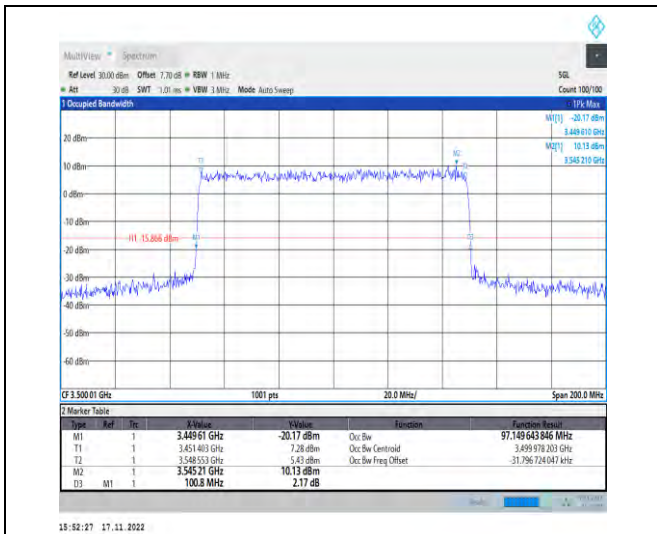 MultiView Spectrum
Ref Level 30.00 dBm Offset 7.70 dB RBW 1 MHz SGL
Att 30 dB SWT 1.01 ms VBW 3 MHz Mode Auto Sweep Count 100/100
1 Occupied Bandwidth 1Pk Max
M1[1] -20.17 dBm
3.449 610 GHz
M2[1] 10.13 dBm
3.545 210 GHz
20 dBm
M2
10 dBm
0 dBm
-10 dBm
H1 -15.866 dBm M1
-20 dBm
-30 dBm
-40 dBm
-50 dBm
-60 dBm
CF 3.500 01 GHz 1001 pts 20.0 MHz/ Span 200.0 MHz
2 Marker Table
Type Ref Trc X-Value Y-Value Function Function Result
M1 1 3.449 61 GHz -20.17 dBm Occ Bw 97.149 643 846 MHz
T1 1 3.451 403 GHz 7.28 dBm Occ Bw Centroid 3.499 978 203 GHz
T2 1 3.548 553 GHz 5.43 dBm Occ Bw Freq Offset -31.796 724 047 kHz
M2 1 3.545 21 GHz 10.13 dBm
D3 M1 1 100.8 MHz 2.17 dB
15:52:27 17.11.2022